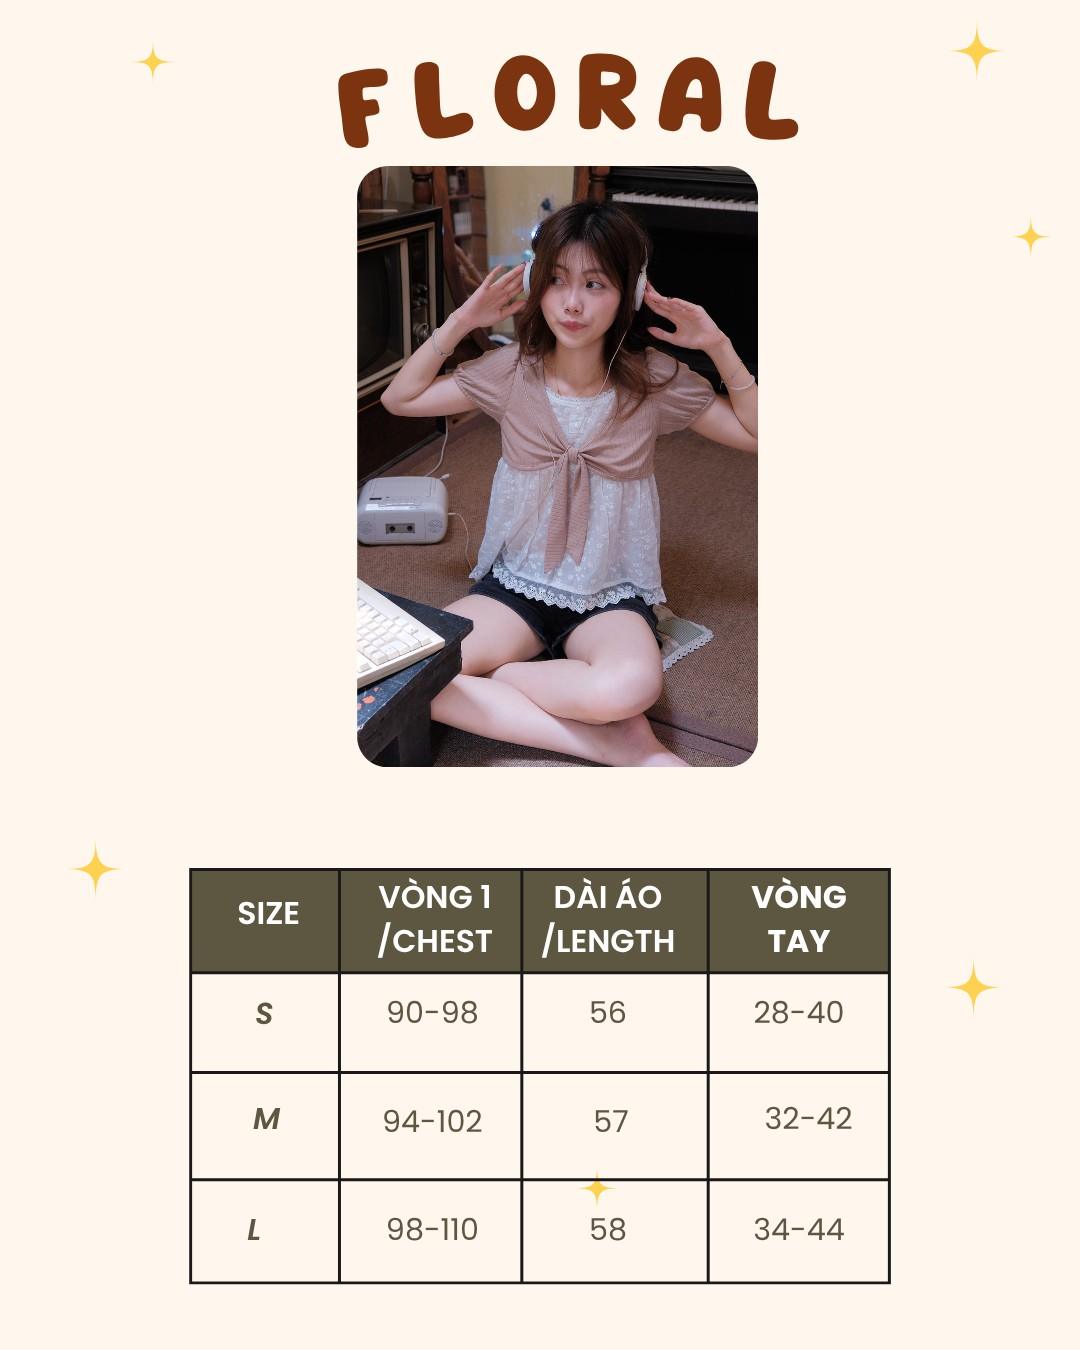 FLORAL
SIZE
VÒNG 1
/CHEST
DÀI ÁO
/LENGTH
VÒNG
TAY
S
90-98
56
28-40
M
94-102
57
32-42
L
98-110
58
34-44